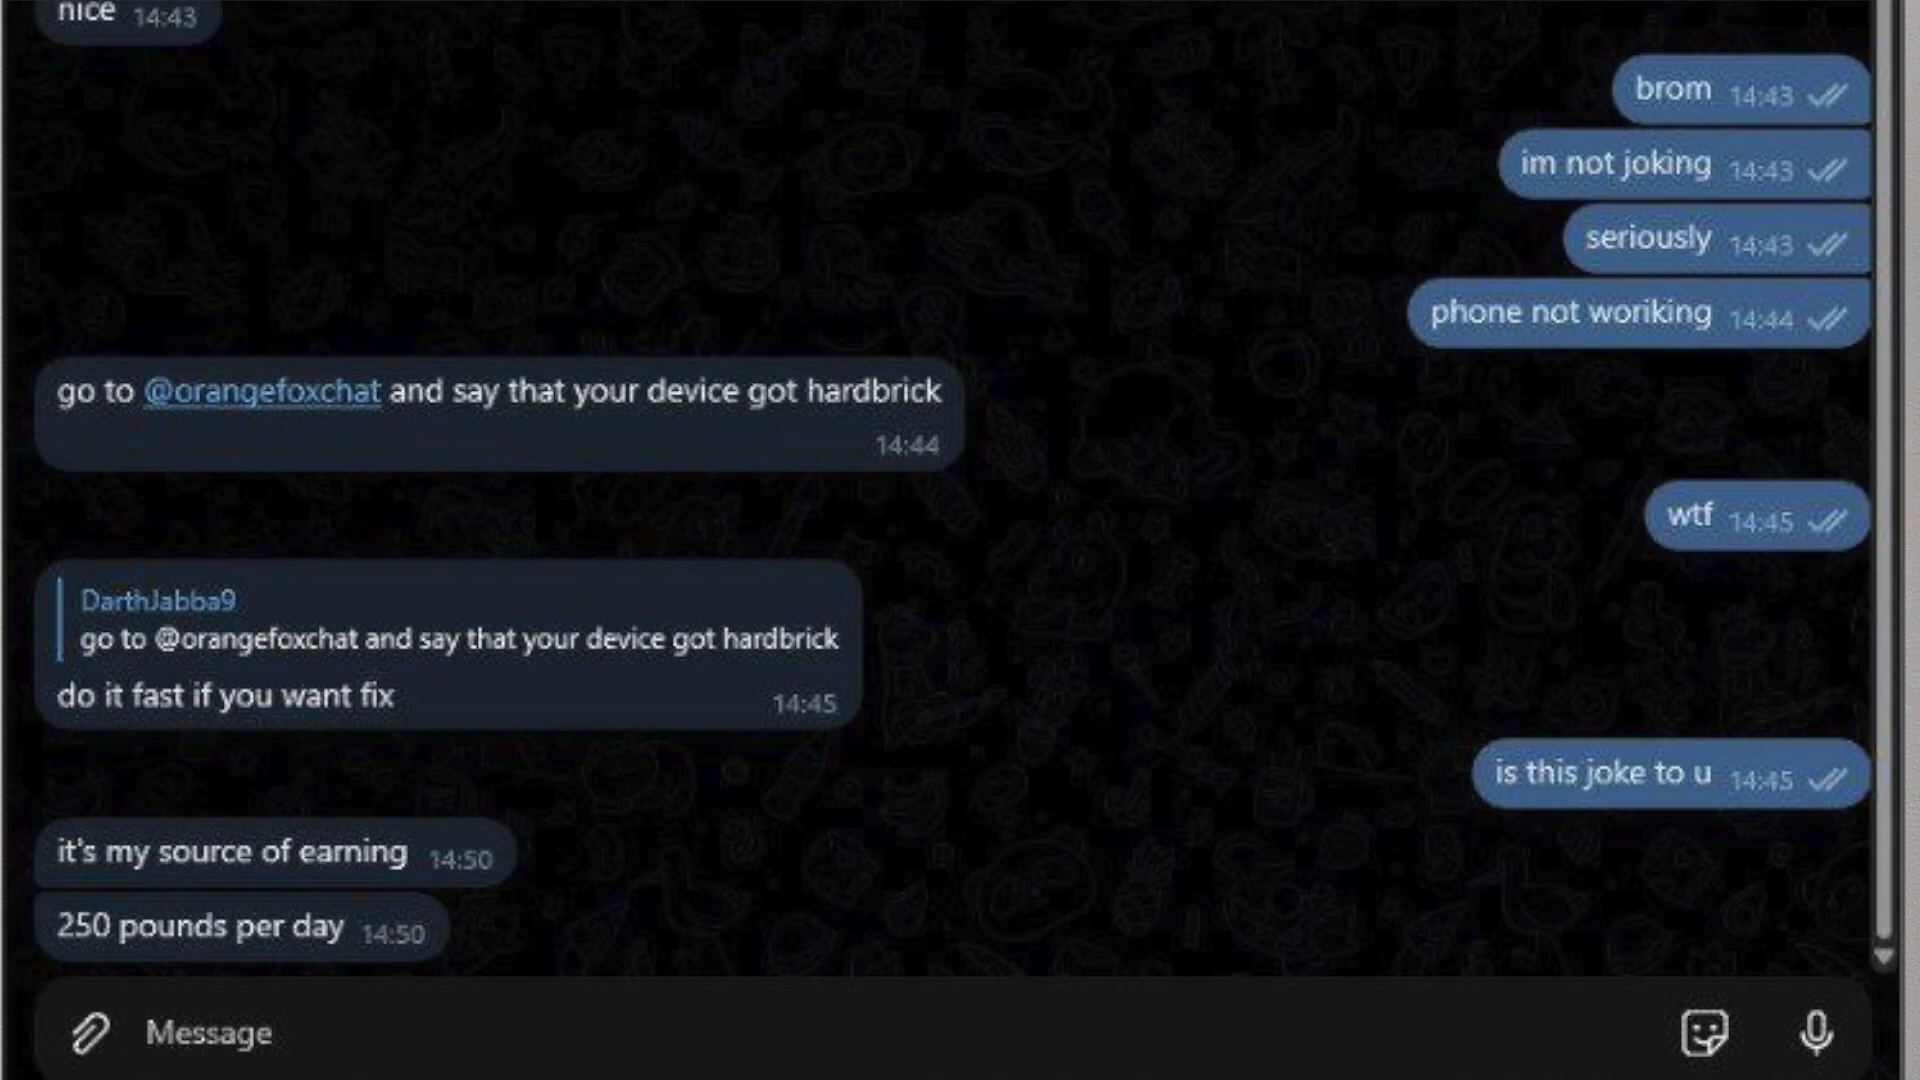 nice 14:43
brom 14:43
im not joking 14:43
seriously 14:43
phone not woriking 14:44
go to @orangefoxchat and say that your device got hardbrick
14:44
wtf 14:45
DarthJabba9
go to @orangefoxchat and say that your device got hardbrick
do it fast if you want fix 14:45
is this joke to u 14:45
it's my source of earning 14:50
250 pounds per day 14:50
Message